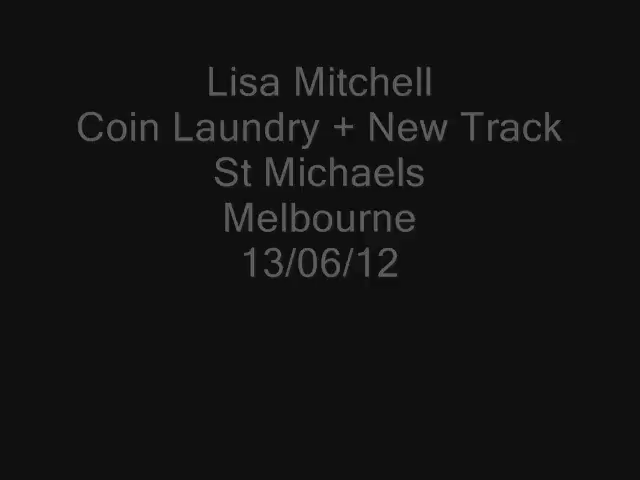 Lisa Mitchell
Coin Laundry + New Track
St Michaels
Melbourne
13/06/12